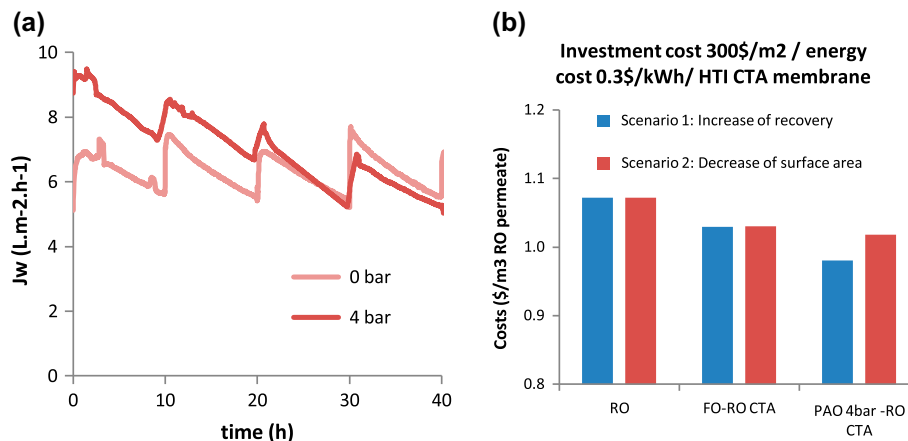 (a)
10
8
6
4
2
0
0
10
20
30
40
Jw (L.m-2.h-1)
time (h)
0 bar
4 bar
(b)
Investment cost 300$/m2 / energy
cost 0.3$/kWh/ HTI CTA membrane
1.2
1.1
1.0
0.9
0.8
Costs ($/m3 RO permeate)
Scenario 1: Increase of recovery
Scenario 2: Decrease of surface area
RO
FO-RO CTA
PAO 4bar -RO
CTA